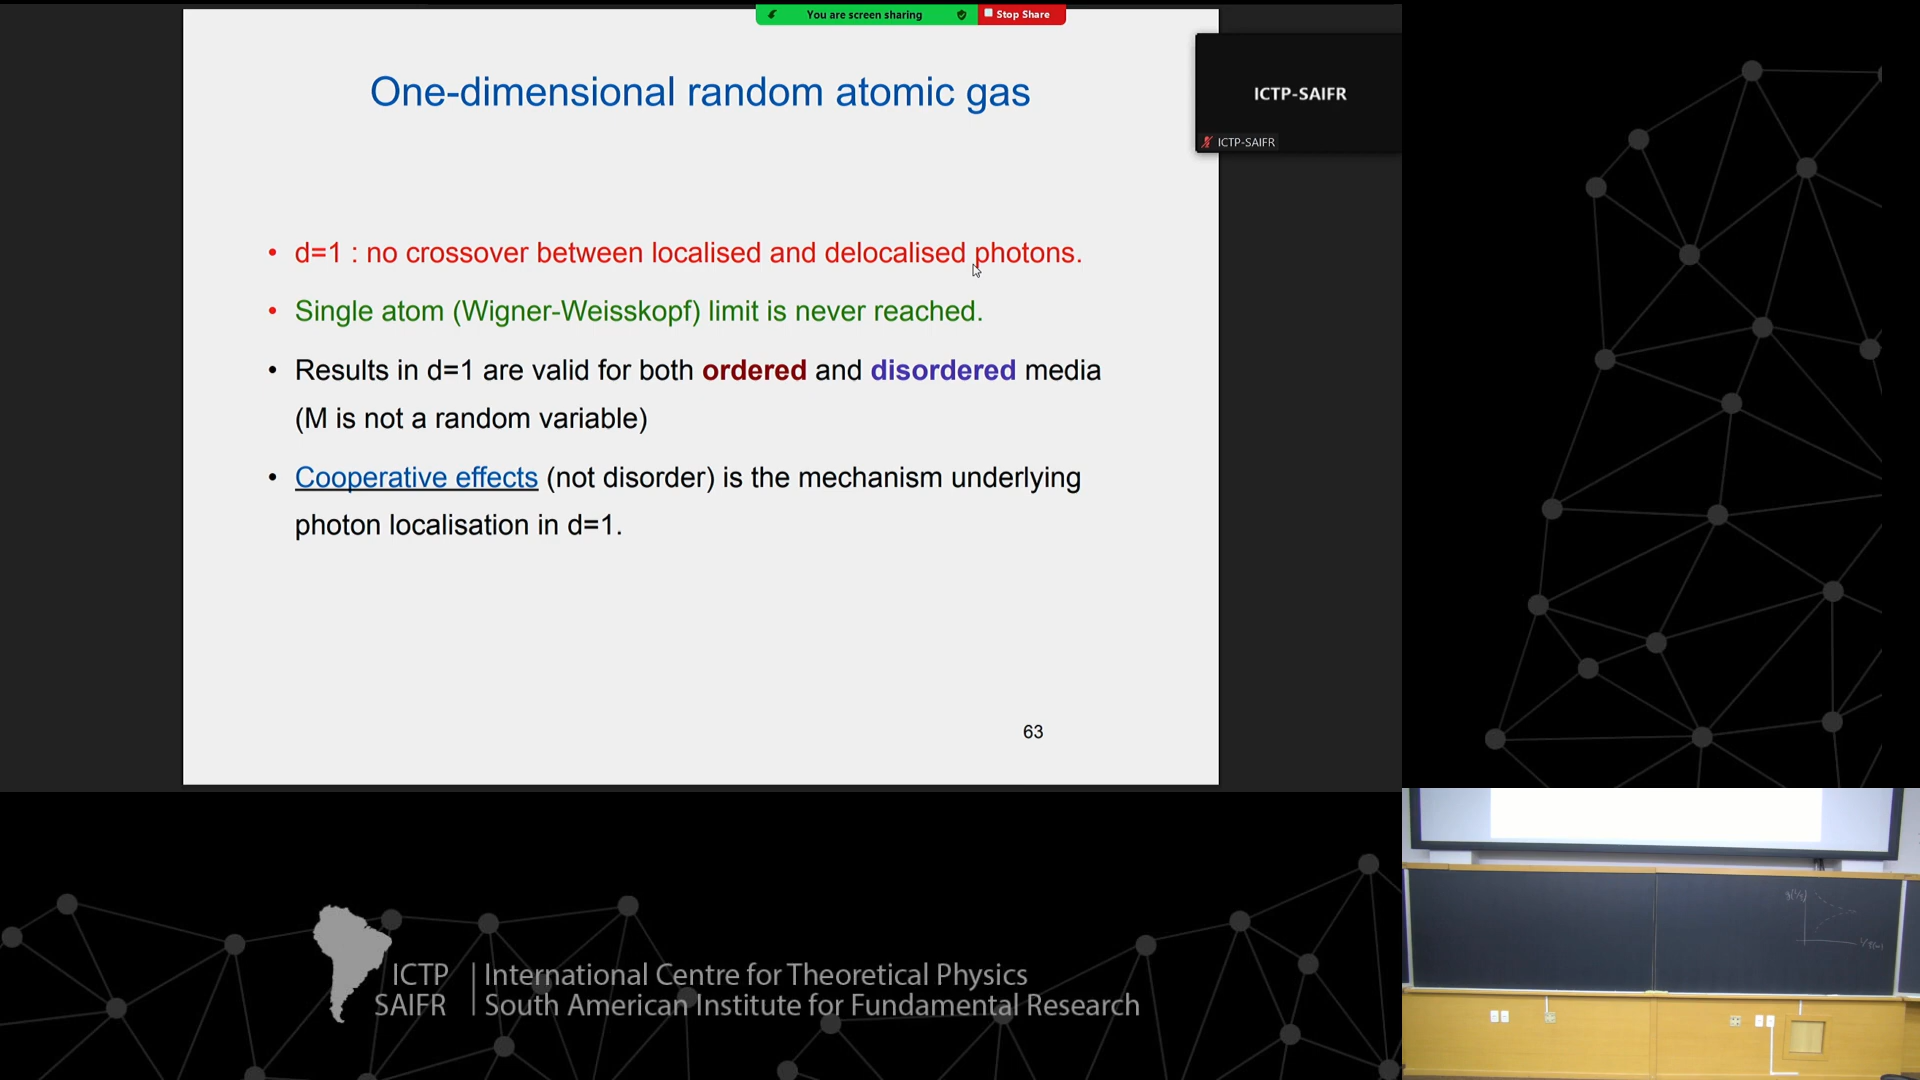 You are screen sharing
Stop Share
One-dimensional random atomic gas
ICTP-SAIFR
ICTP-SAIFR
• d=1 : no crossover between localised and delocalised photons.
• Single atom (Wigner-Weisskopf) limit is never reached.
• Results in d=1 are valid for both ordered and disordered media
(M is not a random variable)
• Cooperative effects (not disorder) is the mechanism underlying
photon localisation in d=1.
63
ICTP | International Centre for Theoretical Physics
SAIFR | South American Institute for Fundamental Research